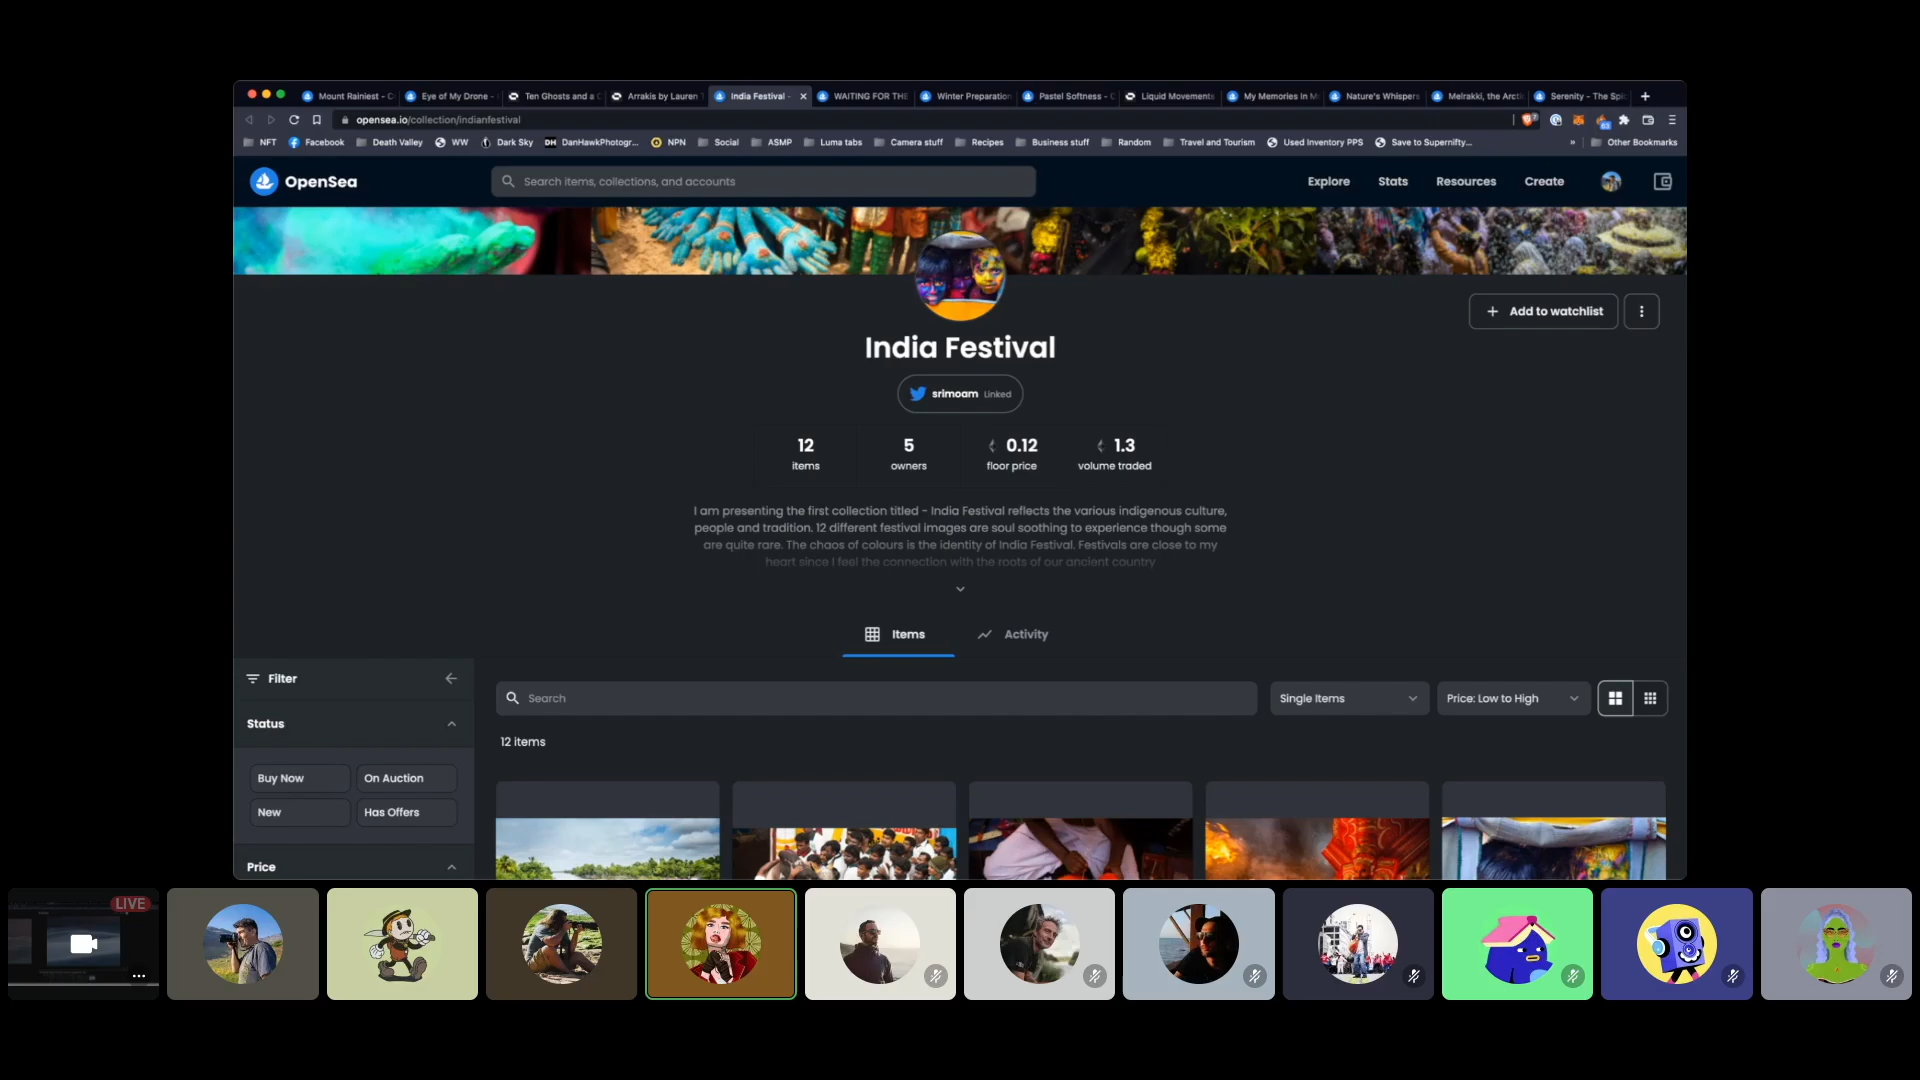 Mount Rainiest - C
Eye of My Drone -
Ten Ghosts and a C
Arrakis by Lauren T
India Festival -
WAITING FOR THE
Winter Preparation
Pastel Softness - C
Liquid Movements
My Memories In M
Nature's Whispers
Melrakki, the Arcti
Serenity - The Spi
opensea.io/collection/indianfestival
NFT
Facebook
Death Valley
WW
Dark Sky
DH DanHawkPhotogr...
NPN
Social
ASMP
Luma tabs
Camera stuff
Recipes
Business stuff
Random
Travel and Tourism
Used Inventory PPS
Save to Supernifty...
»
Other Bookmarks
OpenSea
Search items, collections, and accounts
Explore
Stats
Resources
Create
Add to watchlist
India Festival
srimoam Linked
12
items
5
owners
0.12
floor price
1.3
volume traded
I am presenting the first collection titled - India Festival reflects the various indigenous culture,
people and tradition. 12 different festival images are soul soothing to experience though some
are quite rare. The chaos of colours is the identity of India Festival. Festivals are close to my
heart since I feel the connection with the roots of our ancient country
Items
Activity
Filter
Status
Buy Now
On Auction
New
Has Offers
Price
Search
Single Items
Price: Low to High
12 items
LIVE